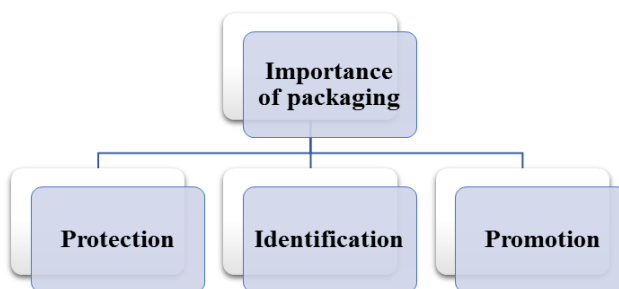 Importance
of packaging
Protection
Identification
Promotion